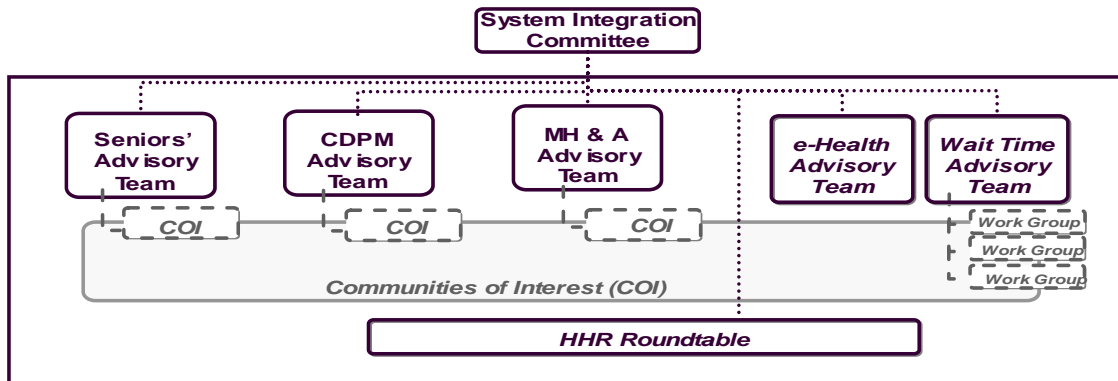 System Integration
Committee
Seniors'
Advisory
Team
CDPM
Advisory
Team
MH & A
Advisory
Team
e-Health
Advisory
Team
Wait Time
Advisory
Team
COI
COI
COI
Work Group
Work Group
Work Group
Communities of Interest (COI)
HHR Roundtable